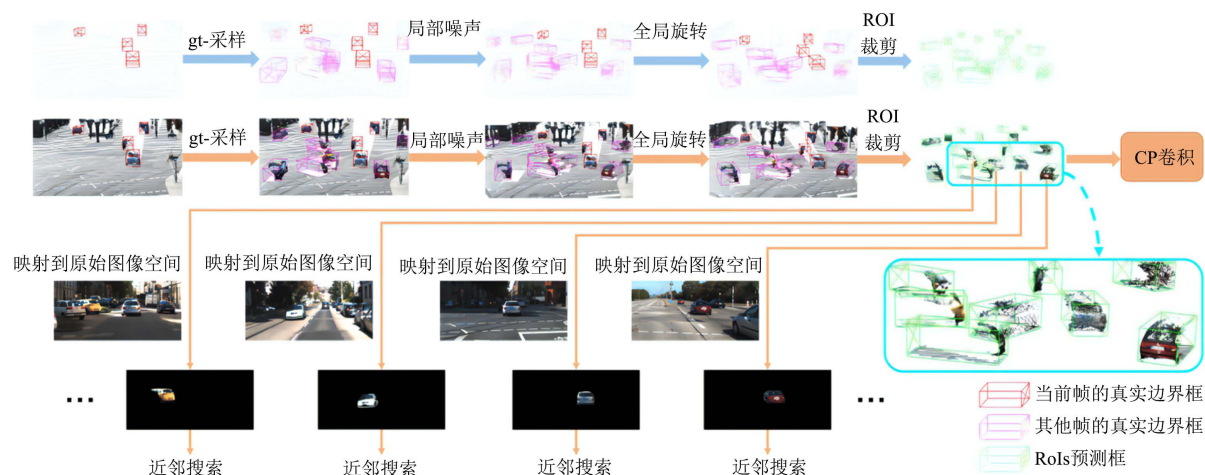 gt-采样
局部噪声
全局旋转
ROI
裁剪
gt-采样
局部噪声
全局旋转
ROI
裁剪
CP卷积
映射到原始图像空间
映射到原始图像空间
映射到原始图像空间
映射到原始图像空间
...
...
当前帧的真实边界框
其他帧的真实边界框
RoIs预测框
近邻搜索
近邻搜索
近邻搜索
近邻搜索